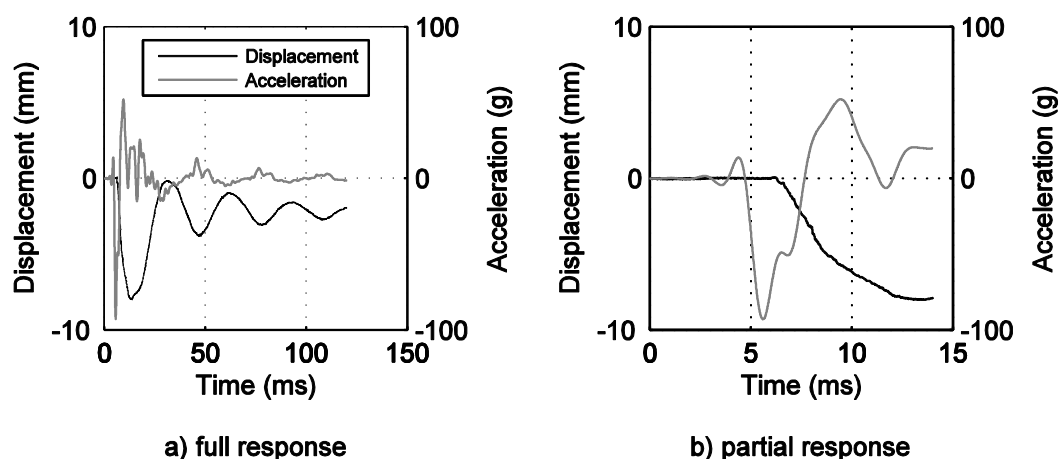 10
0
-10
Displacement (mm)
100
0
-100
Acceleration (g)
Displacement
Acceleration
0
50
100
150
Time (ms)
a) full response
10
0
-10
Displacement (mm)
100
0
-100
Acceleration (g)
0
5
10
15
Time (ms)
b) partial response